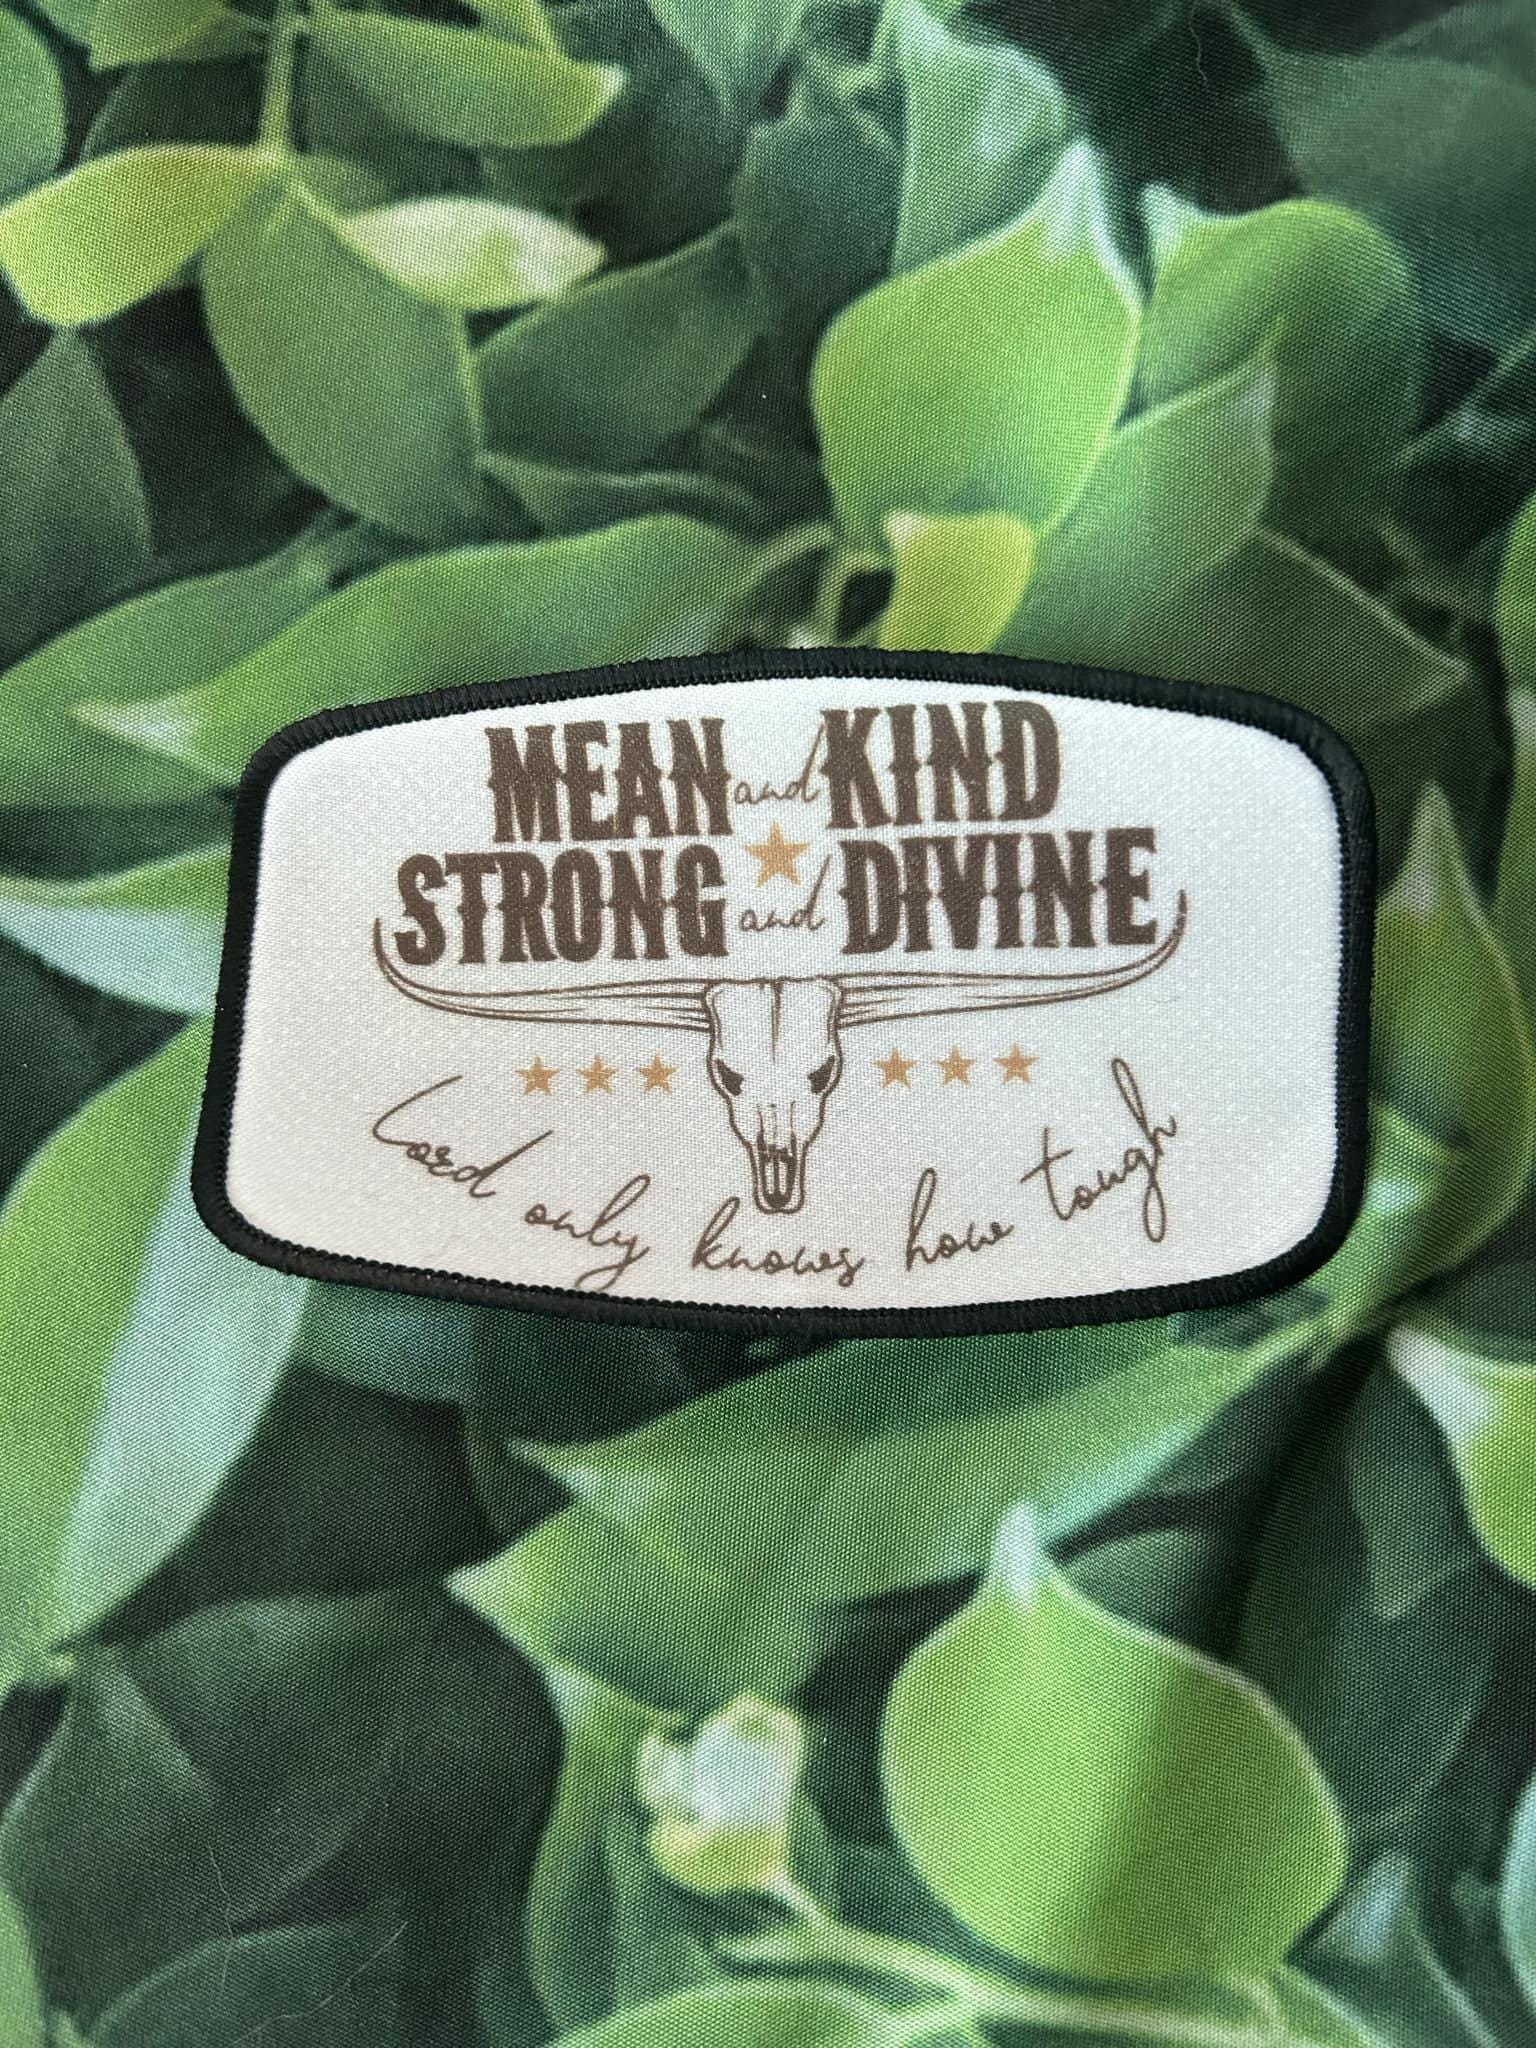 MEAN and KIND
STRONG and DIVINE
Lord only knows how tough